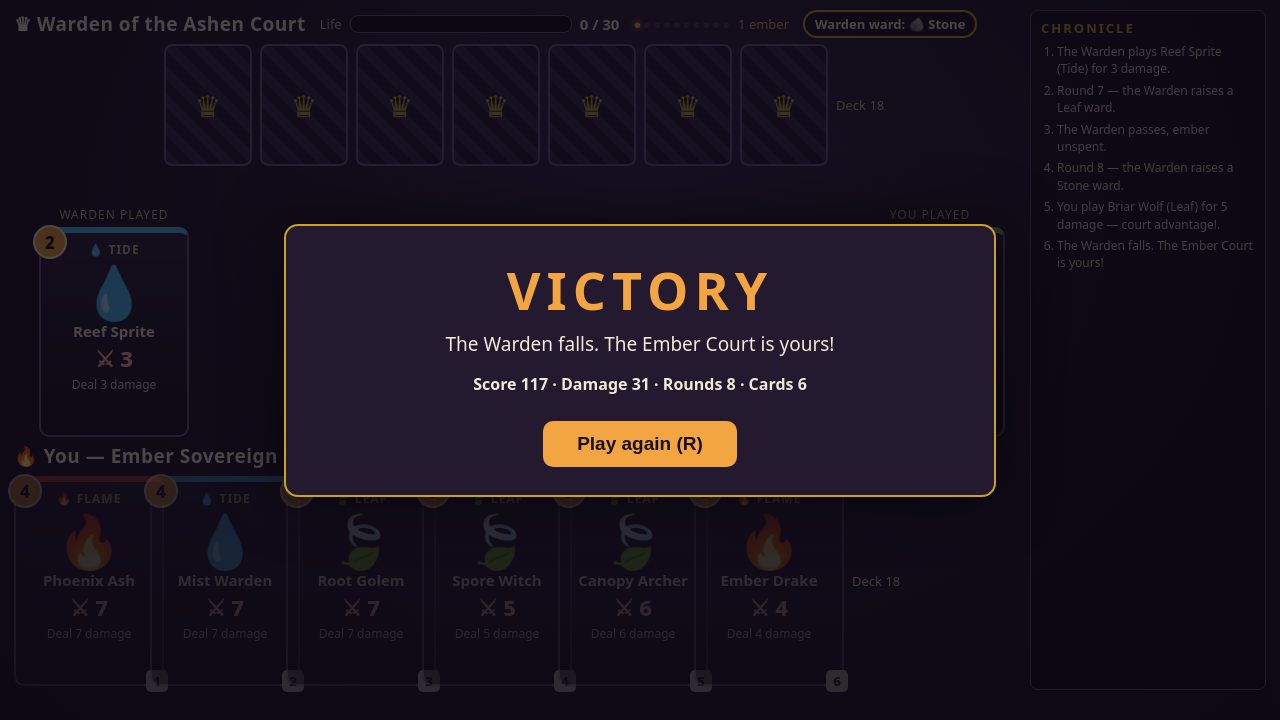 Warden of the Ashen Court
Life
0 / 30
1 ember
Warden ward: Stone
Deck 18
WARDEN PLAYED
YOU PLAYED
2
TIDE
Reef Sprite
3
Deal 3 damage
VICTORY
The Warden falls. The Ember Court is yours!
Score 117 · Damage 31 · Rounds 8 · Cards 6
Play again (R)
You — Ember Sovereign
4
FLAME
Phoenix Ash
7
Deal 7 damage
1
4
TIDE
Mist Warden
7
Deal 7 damage
2
LEAF
Root Golem
7
Deal 7 damage
3
LEAF
Spore Witch
5
Deal 5 damage
4
LEAF
Canopy Archer
6
Deal 6 damage
5
FLAME
Ember Drake
4
Deal 4 damage
6
Deck 18
CHRONICLE
1. The Warden plays Reef Sprite
(Tide) for 3 damage.
2. Round 7 — the Warden raises a
Leaf ward.
3. The Warden passes, ember
unspent.
4. Round 8 — the Warden raises a
Stone ward.
5. You play Briar Wolf (Leaf) for 5
damage — court advantage!
6. The Warden falls. The Ember Court
is yours!